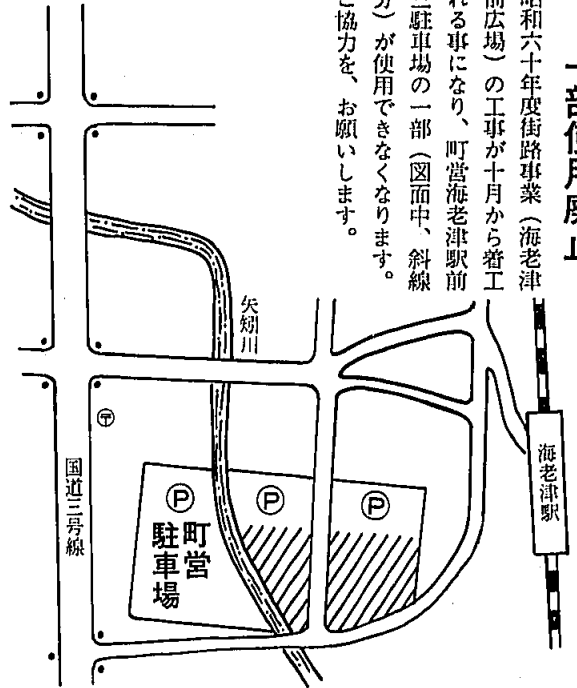 一部使用廃止
昭和六十年度街路事業（海老津
前広場）の工事が十月から着工
れる事になり、町営海老津駅前
三駐車場の一部（図面中、斜線
分）が使用できなくなります。
ご協力を、お願いします。
矢矧川
海老津駅
〒
国道三号線
Ⓟ
Ⓟ
Ⓟ
町営
駐車場